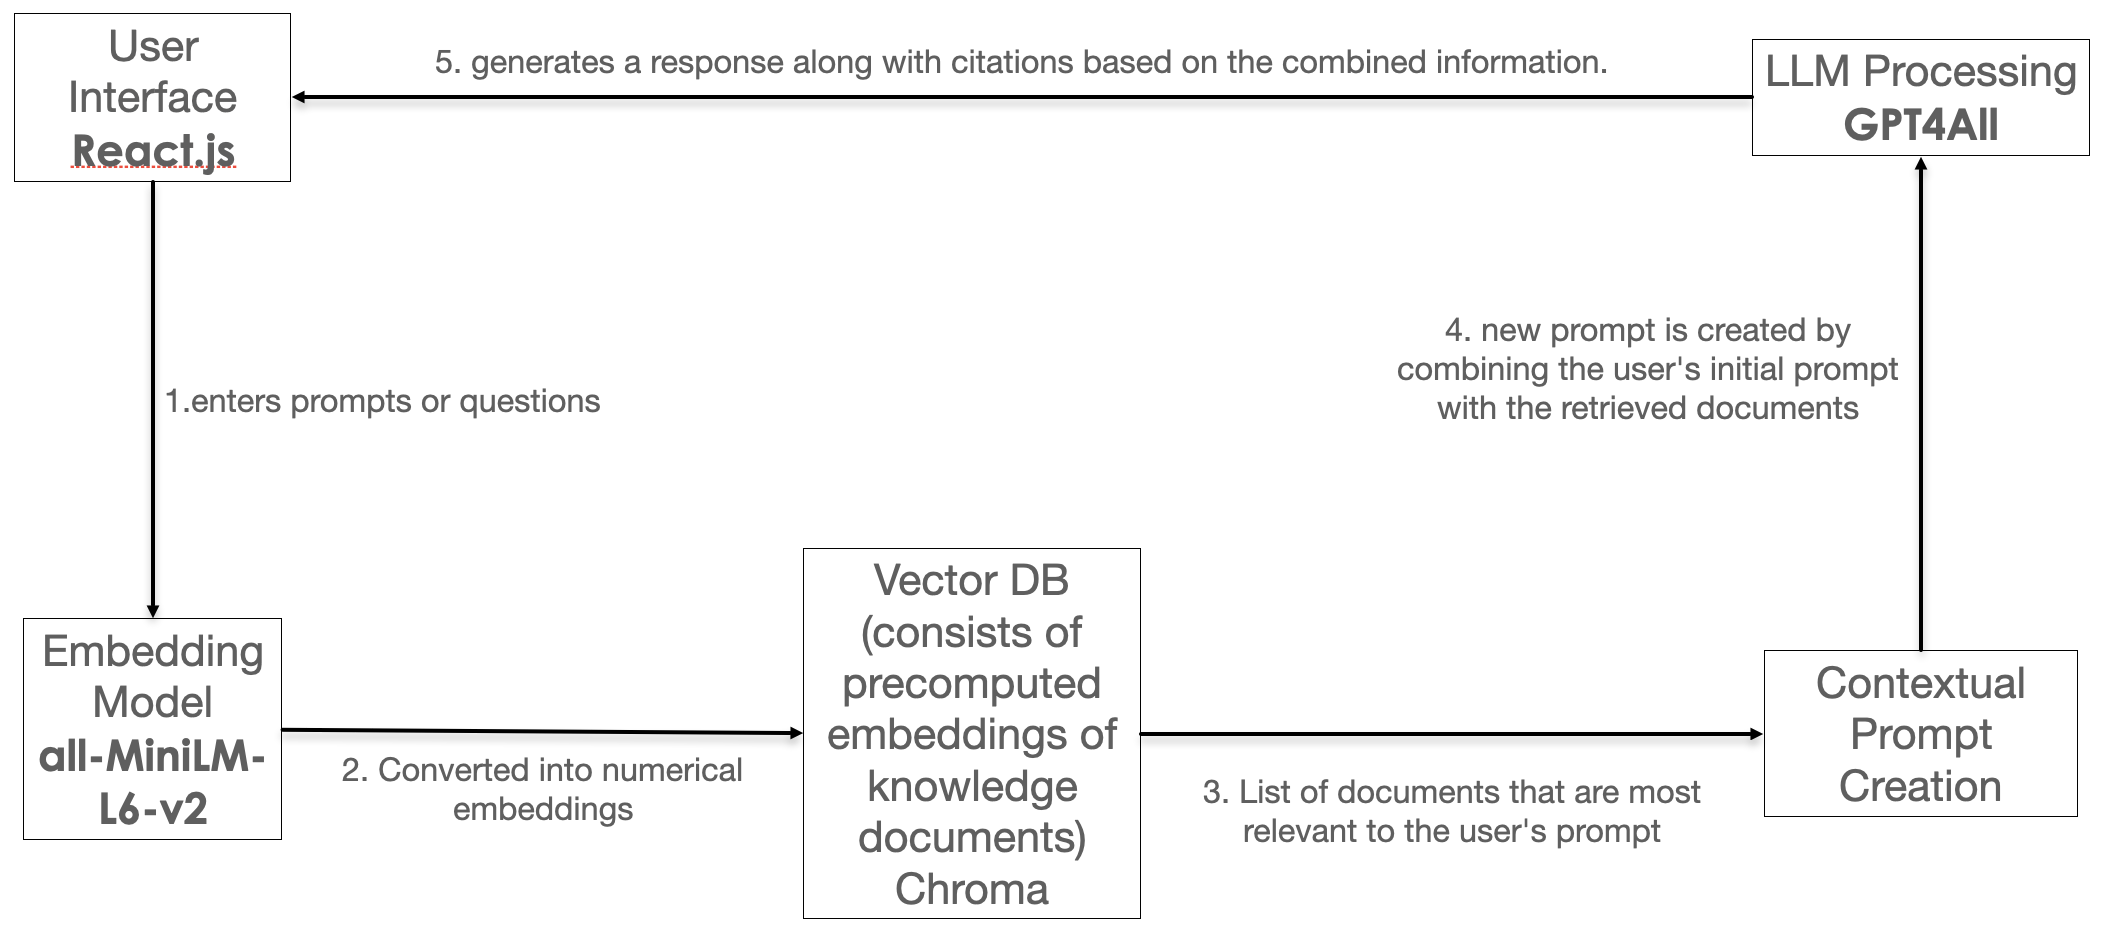 User
Interface
React.js
5. generates a response along with citations based on the combined information.
LLM Processing
GPT4All
1.enters prompts or questions
4. new prompt is created by
combining the user's initial prompt
with the retrieved documents
Embedding
Model
all-MiniLM-
L6-v2
2. Converted into numerical
embeddings
Vector DB
(consists of
precomputed
embeddings of
knowledge
documents)
Chroma
3. List of documents that are most
relevant to the user's prompt
Contextual
Prompt
Creation